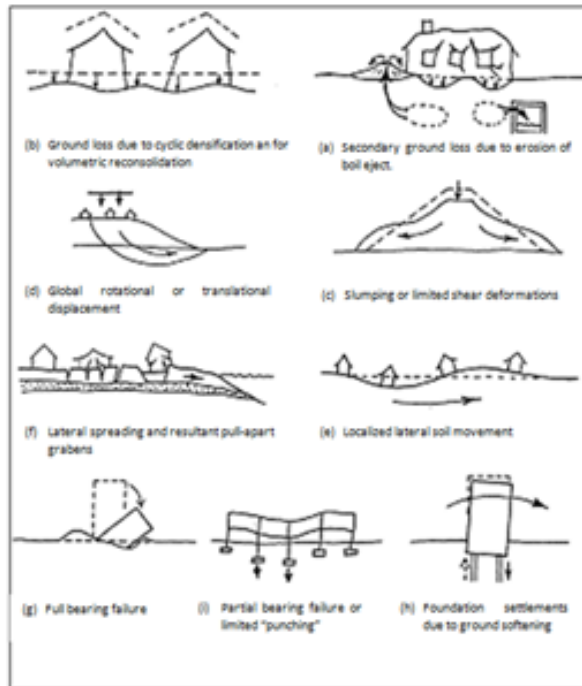 (b) Ground loss due to cyclic densification an for
volumetric reconsolidation
(a) Secondary ground loss due to erosion of
boil eject.
(d) Global rotational or translational
displacement
(c) Slumping or limited shear deformations
(f) Lateral spreading and resultant pull-apart
grabens
(e) Localized lateral soil movement
(g) Full bearing failure
(i) Partial bearing failure or
limited "punching"
(h) Foundation settlements
due to ground softening